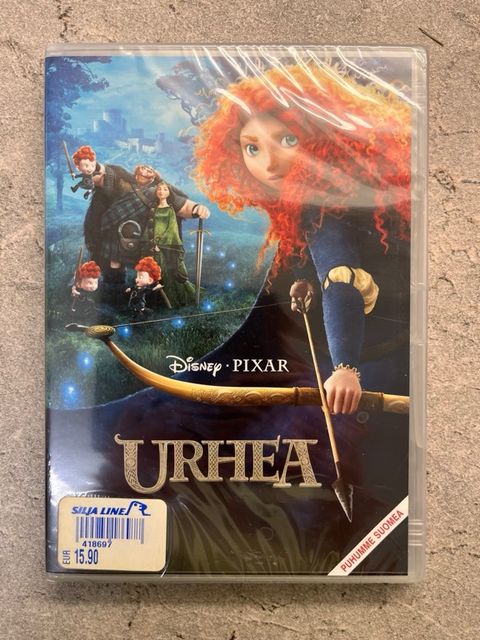 Disney · PIXAR
URHEA
SILJA LINE
418697
EUR 15.90
PUHUMME SUOMEA